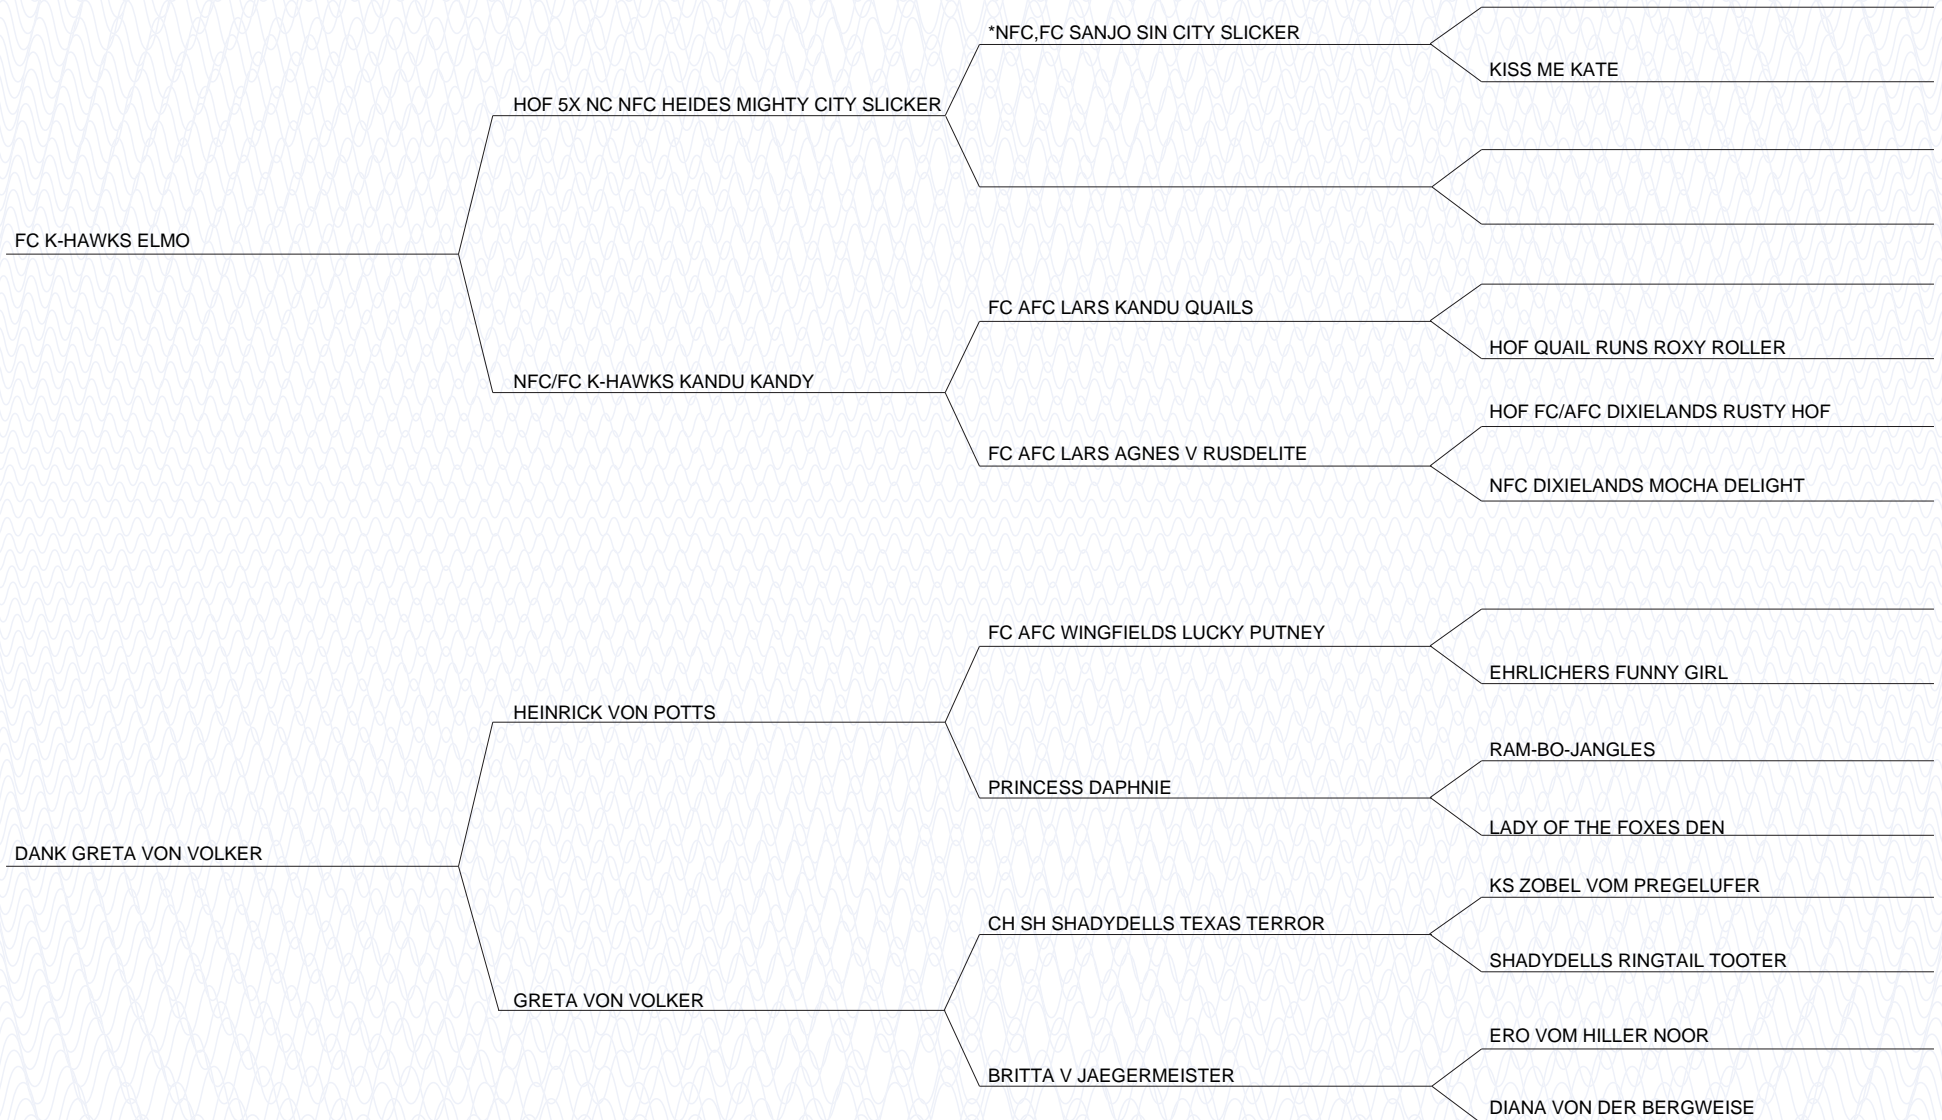 *NFC,FC SANJO SIN CITY SLICKER
KISS ME KATE
HOF 5X NC NFC HEIDES MIGHTY CITY SLICKER
FC K-HAWKS ELMO
FC AFC LARS KANDU QUAILS
HOF QUAIL RUNS ROXY ROLLER
NFC/FC K-HAWKS KANDU KANDY
HOF FC/AFC DIXIELANDS RUSTY HOF
FC AFC LARS AGNES V RUSDELITE
NFC DIXIELANDS MOCHA DELIGHT
FC AFC WINGFIELDS LUCKY PUTNEY
EHRLICHERS FUNNY GIRL
HEINRICK VON POTTS
RAM-BO-JANGLES
PRINCESS DAPHNIE
LADY OF THE FOXES DEN
DANK GRETA VON VOLKER
KS ZOBEL VOM PREGELUFER
CH SH SHADYDELLS TEXAS TERROR
SHADYDELLS RINGTAIL TOOTER
GRETA VON VOLKER
ERO VOM HILLER NOOR
BRITTA V JAEGERMEISTER
DIANA VON DER BERGWEISE